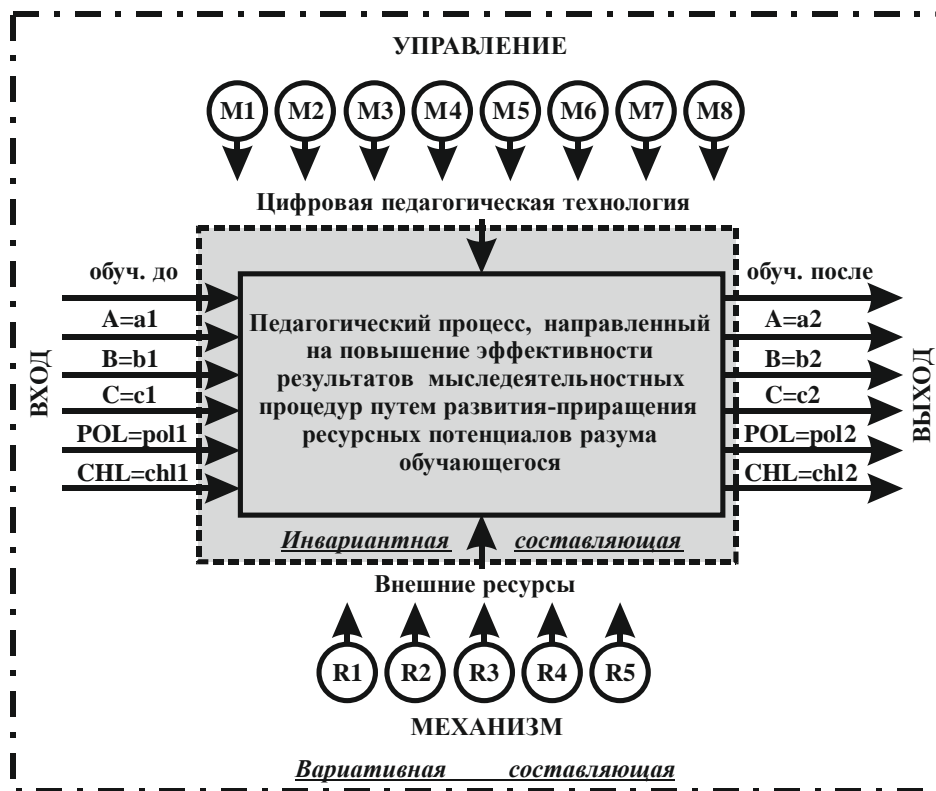 УПРАВЛЕНИЕ
M1 M2 M3 M4 M5 M6 M7 M8
Цифровая педагогическая технология
обуч. до
A=a1
B=b1
C=c1
POL=pol1
CHL=chl1
ВХОД
Педагогический процесс, направленный
на повышение эффективности
результатов мыследеятельностных
процедур путем развития-приращения
ресурсных потенциалов разума
обучающегося
обуч. после
A=a2
B=b2
C=c2
POL=pol2
CHL=chl2
ВЫХОД
Инвариантная составляющая
Внешние ресурсы
R1 R2 R3 R4 R5
МЕХАНИЗМ
Вариативная составляющая